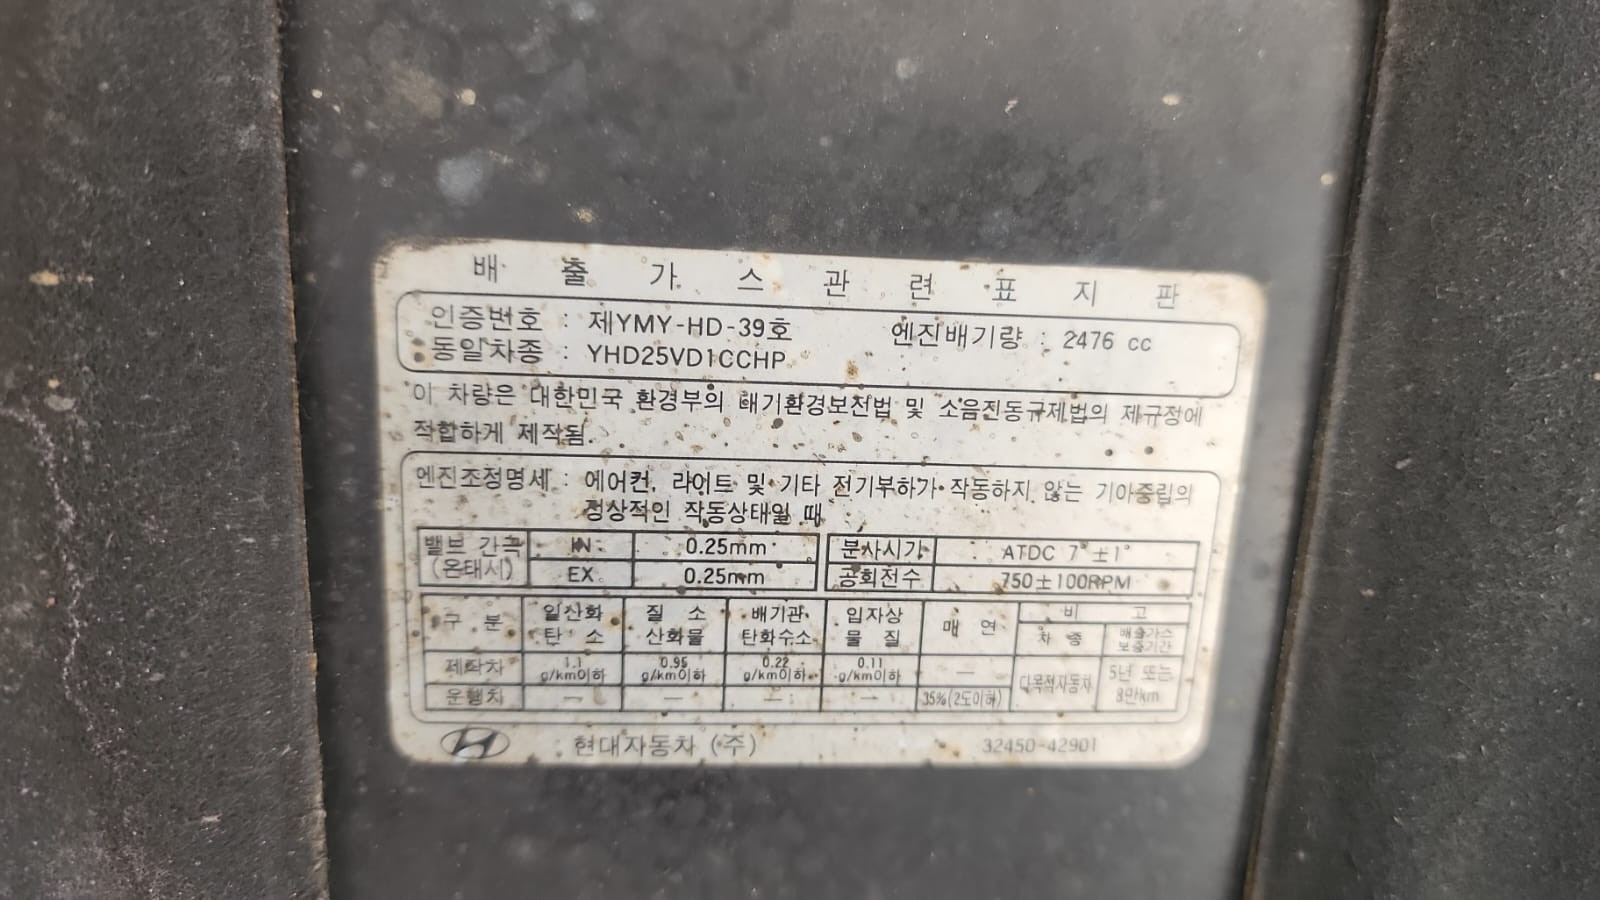 배 출 가 스 관 련 표 지 판
인증번호 : 제YMY-HD-39호 엔진배기량 : 2476 cc
동일차종 : YHD25VD1CCHP
이 차량은 대한민국 환경부의 대기환경보전법 및 소음진동규제법의 제규정에
적합하게 제작됨.
엔진조정명세 : 에어컨, 라이트 및 기타 전기부하가 작동하지 않는 기아중립의
정상적인 작동상태일 때
밸브 간극 IN 0.25mm 분사시기 ATDC 7°±1°
(온태시) EX 0.25mm 공회전수 750±100RPM
구 분 일산화탄소 질소산화물 배기관탄화수소 입자상물질 매 연 비 고
차 종 배출가스보증기간
제작차 1.1 g/km이하 0.95 g/km이하 0.22 g/km이하 0.11 g/km이하 — 다목적자동차 5년 또는 8만km
운행차 — — — — 35%(2도이하)
현대자동차 (주) 32450-42901